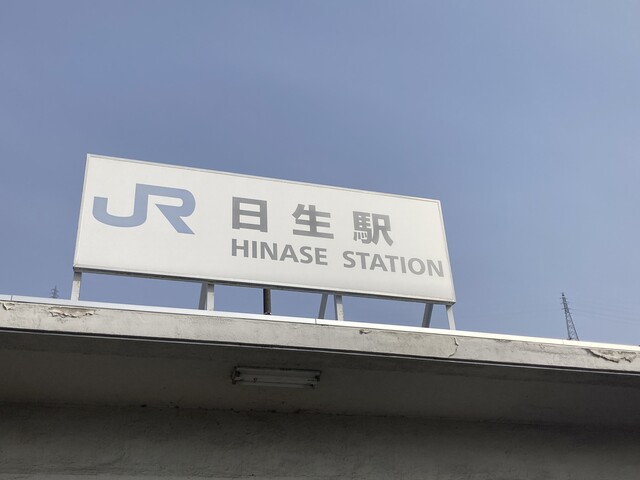 JR 日生駅
HINASE STATION